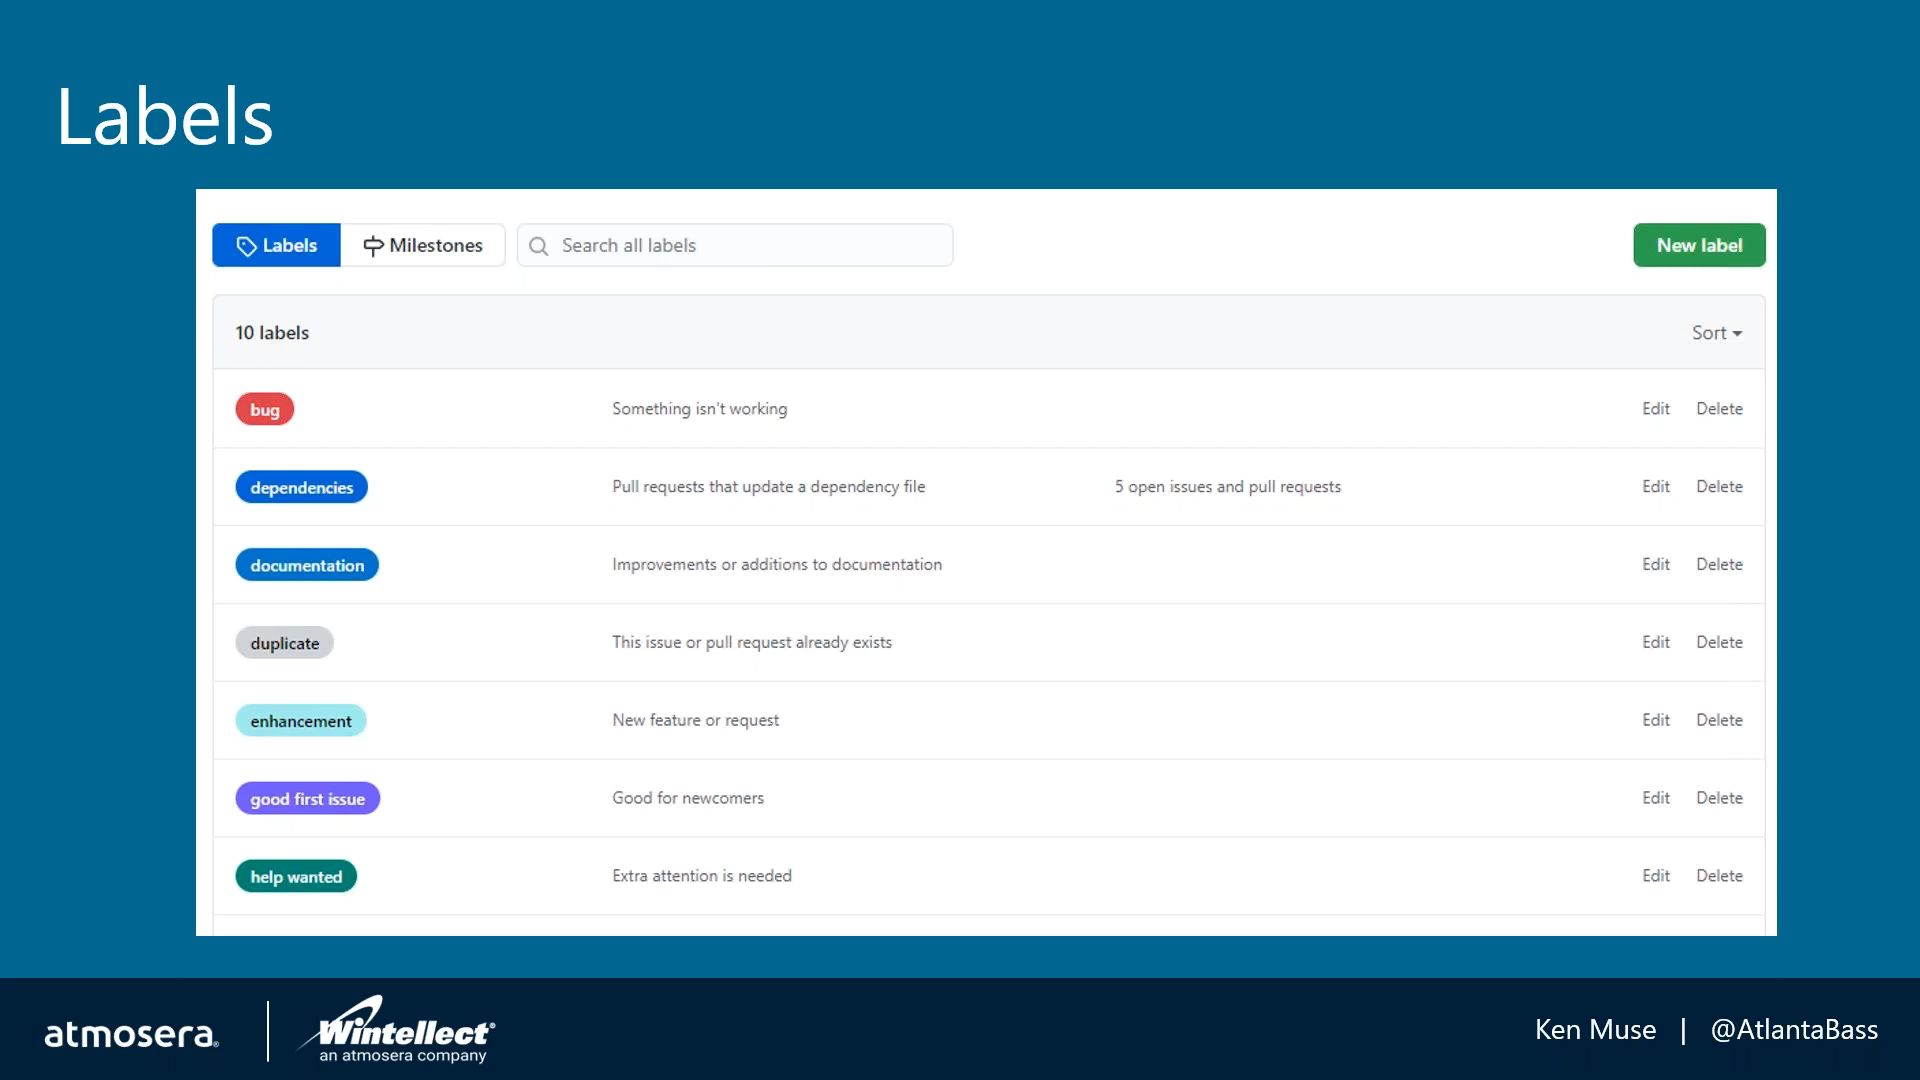 Labels
Labels Milestones Search all labels New label
10 labels Sort
bug Something isn't working Edit Delete
dependencies Pull requests that update a dependency file 5 open issues and pull requests Edit Delete
documentation Improvements or additions to documentation Edit Delete
duplicate This issue or pull request already exists Edit Delete
enhancement New feature or request Edit Delete
good first issue Good for newcomers Edit Delete
help wanted Extra attention is needed Edit Delete
atmosera® Wintellect® Ken Muse | @AtlantaBass
an atmosera company